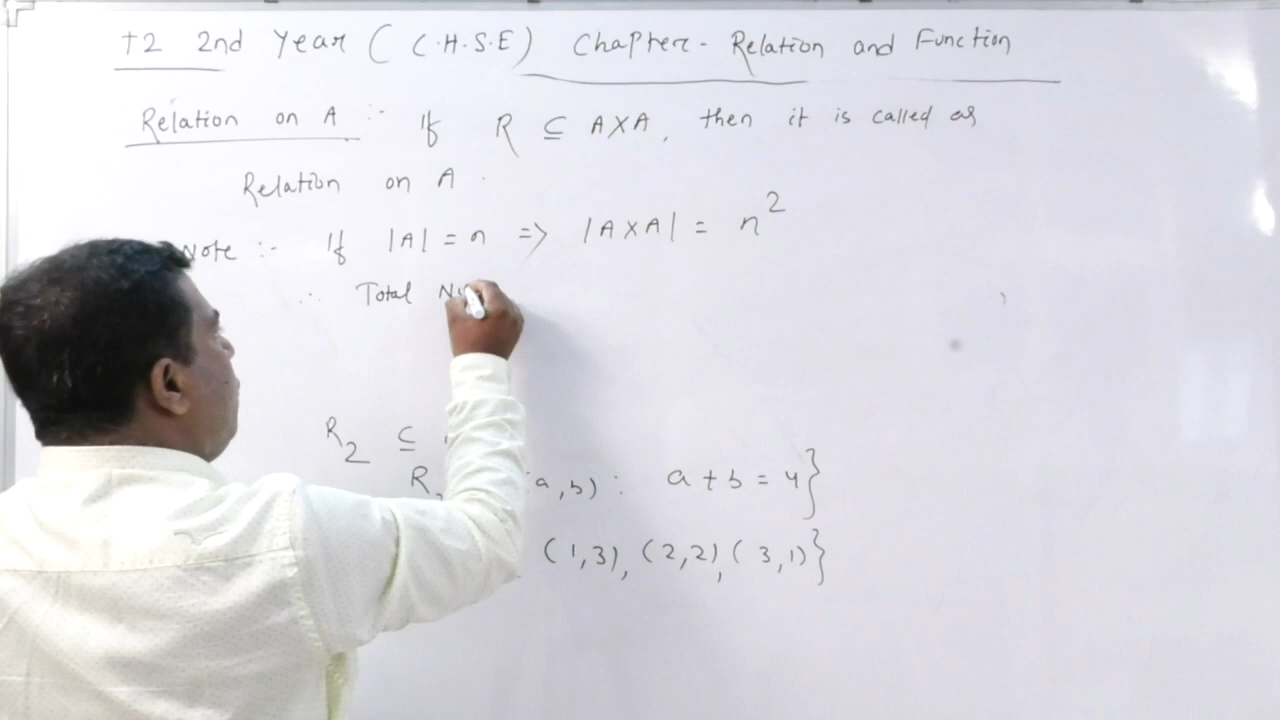 +2 2nd Year ( C.H.S.E) Chapter - Relation and Function
Relation on A :- If R ⊆ A×A, then it is called as
Relation on A.
Note :- If |A| = n => |A×A| = n²
∴ Total
R₂ ⊆
R a,b) : a + b = 4}
(1,3), (2,2), (3,1)}